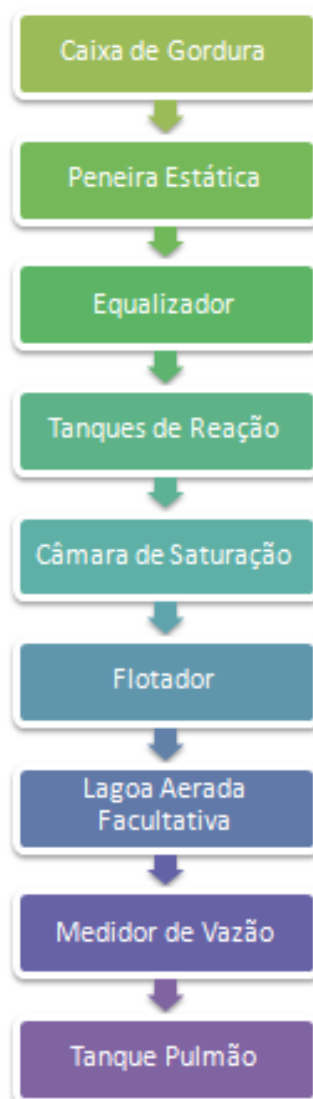 Caixa de Gordura
Peneira Estática
Equalizador
Tanques de Reação
Câmara de Saturação
Flotador
Lagoa Aerada
Facultativa
Medidor de Vazão
Tanque Pulmão